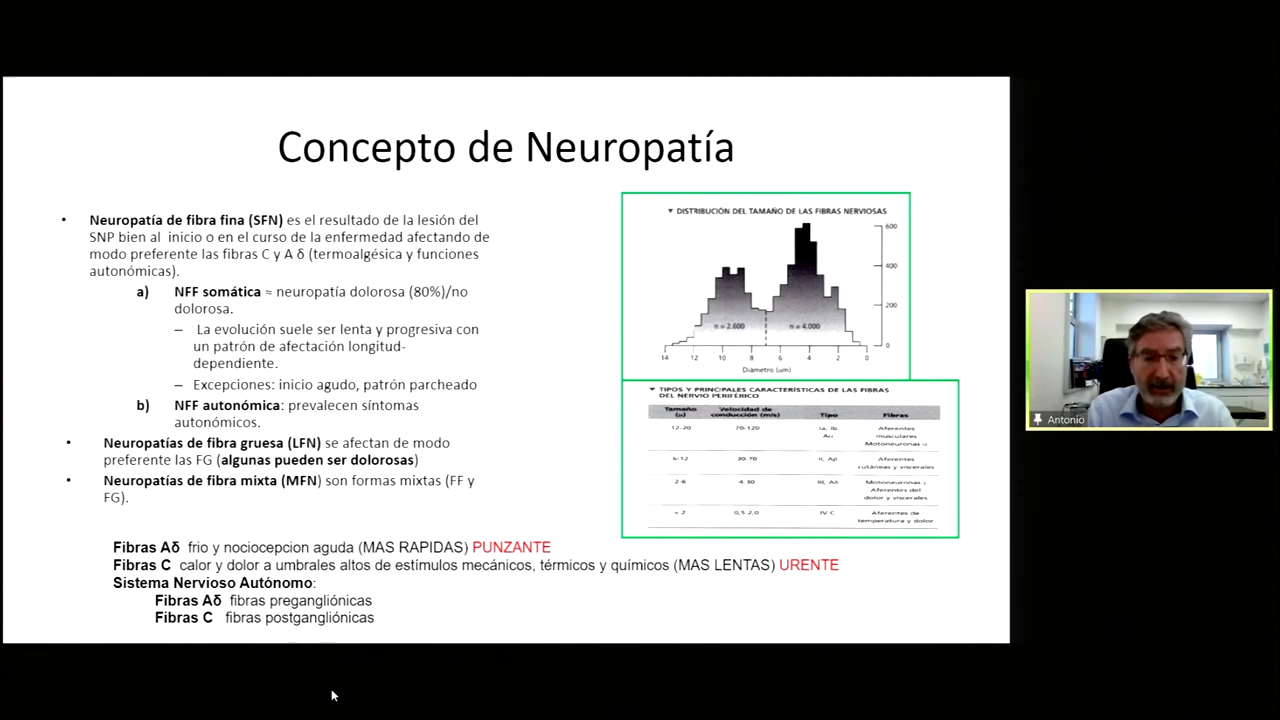 Concepto de Neuropatía
• Neuropatía de fibra fina (SFN) es el resultado de la lesión del
SNP bien al inicio o en el curso de la enfermedad afectando de
modo preferente las fibras C y A δ (termoalgésica y funciones
autonómicas).
a) NFF somática ≈ neuropatía dolorosa (80%)/no
dolorosa.
– La evolución suele ser lenta y progresiva con
un patrón de afectación longitud-
dependiente.
– Excepciones: inicio agudo, patrón parcheado
b) NFF autonómica: prevalecen síntomas
autonómicos.
• Neuropatías de fibra gruesa (LFN) se afectan de modo
preferente las FG (algunas pueden ser dolorosas)
• Neuropatías de fibra mixta (MFN) son formas mixtas (FF y
FG).
Fibras Aδ frio y nociocepcion aguda (MAS RAPIDAS) PUNZANTE
Fibras C calor y dolor a umbrales altos de estímulos mecánicos, térmicos y químicos (MAS LENTAS) URENTE
Sistema Nervioso Autónomo:
Fibras Aδ fibras pregangliónicas
Fibras C fibras postgangliónicas
▼ DISTRIBUCIÓN DEL TAMAÑO DE LAS FIBRAS NERVIOSAS
600
400
200
0
n = 2.600 n = 4.000
14 12 10 8 6 4 2 0
Diámetro (µm)
▼ TIPOS Y PRINCIPALES CARACTERÍSTICAS DE LAS FIBRAS
DEL NERVIO PERIFÉRICO
Tamaño (µ) Velocidad de conducción (m/s) Tipo Fibras
12-20 70-120 Ia, Ib Aferentes
musculares
Motoneuronas
6-12 30-70 Aferentes
cutáneas y viscerales
2-6 4-30 Motoneuronas
Aferentes del
dolor y viscerales
< 2 0,5-2,0 IV C Aferentes de
temperatura y dolor
Antonio